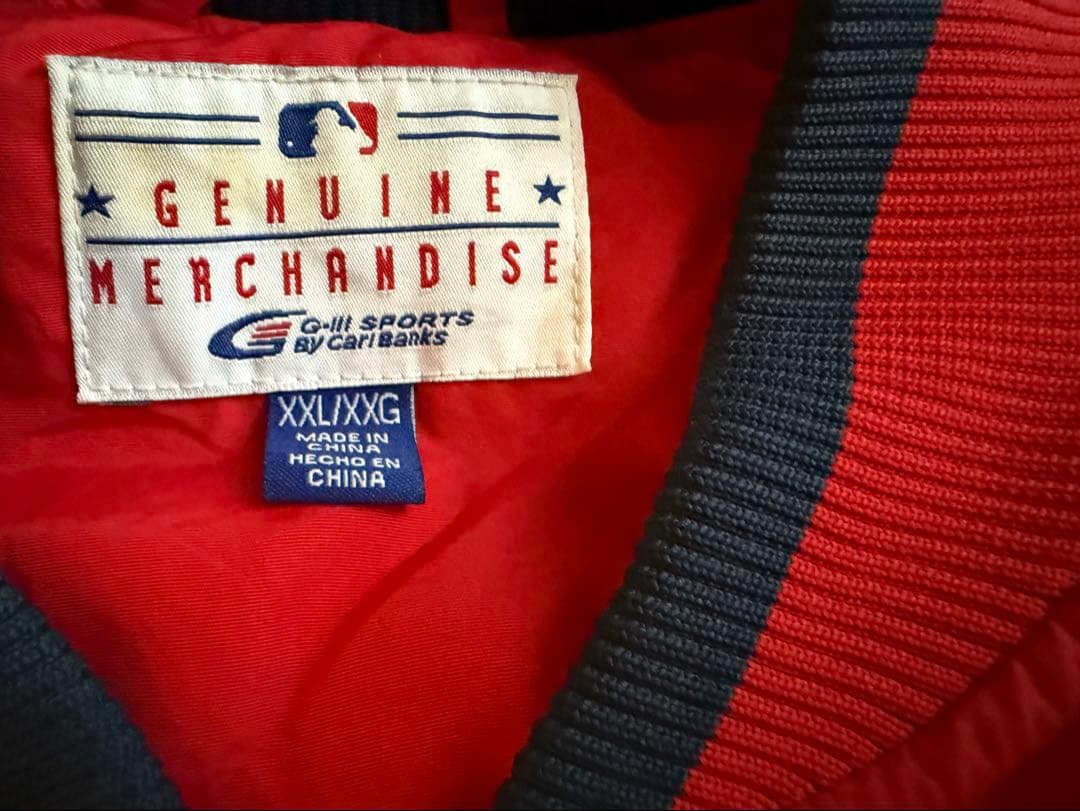 GENUINE
MERCHANDISE
G-III SPORTS
By Carl Banks
XXL/XXG
MADE IN
CHINA
HECHO EN
CHINA